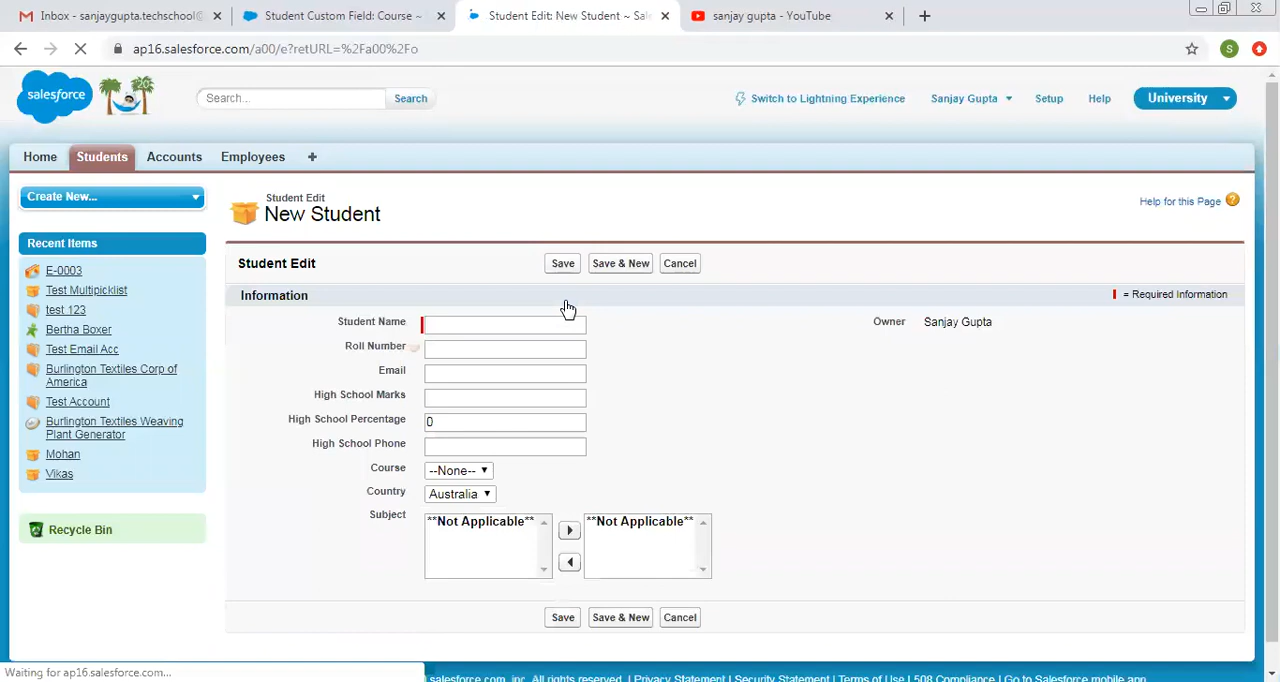 Inbox - sanjaygupta.techschool@
Student Custom Field: Course ~
Student Edit: New Student ~ Sal
sanjay gupta - YouTube
ap16.salesforce.com/a00/e?retURL=%2Fa00%2Fo
S
salesforce
20
Search...
Search
Switch to Lightning Experience
Sanjay Gupta
Setup
Help
University
Home
Students
Accounts
Employees
+
Create New...
Student Edit
New Student
Help for this Page
?
Recent Items
E-0003
Test Multipicklist
test 123
Bertha Boxer
Test Email Acc
Burlington Textiles Corp of
America
Test Account
Burlington Textiles Weaving
Plant Generator
Mohan
Vikas
Recycle Bin
Student Edit
Save
Save & New
Cancel
Information
= Required Information
Student Name
Owner
Sanjay Gupta
Roll Number
Email
High School Marks
High School Percentage
0
High School Phone
Course
--None--
Country
Australia
Subject
**Not Applicable**
**Not Applicable**
Save
Save & New
Cancel
Waiting for ap16.salesforce.com...
salesforce.com, inc. All rights reserved. | Privacy Statement | Security Statement | Terms of Use | 508 Compliance | Go to Salesforce mobile app